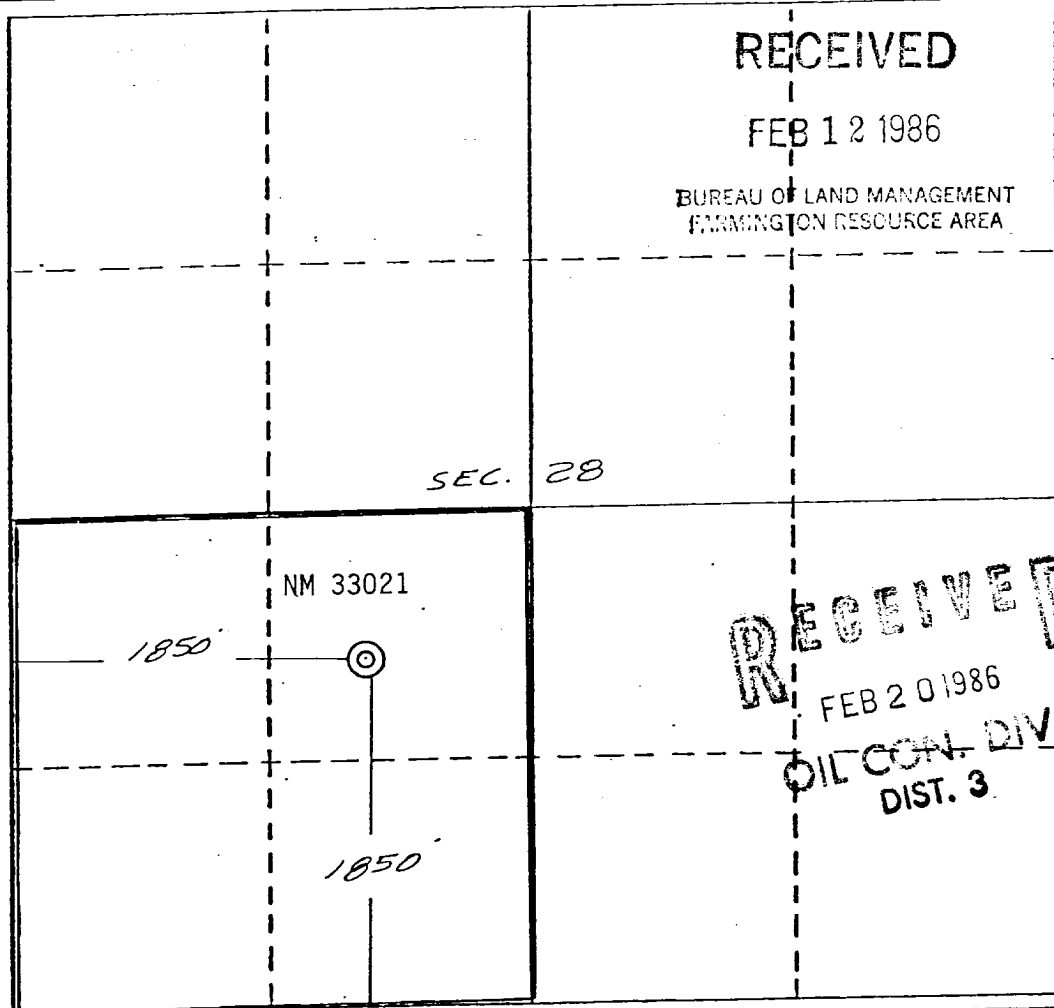 RECEIVED
FEB 12 1986
BUREAU OF LAND MANAGEMENT
FARMINGTON RESOURCE AREA
SEC. 28
NM 33021
1850'
1850'
RECEIVED
FEB 20 1986
OIL CON. DIV
DIST. 3